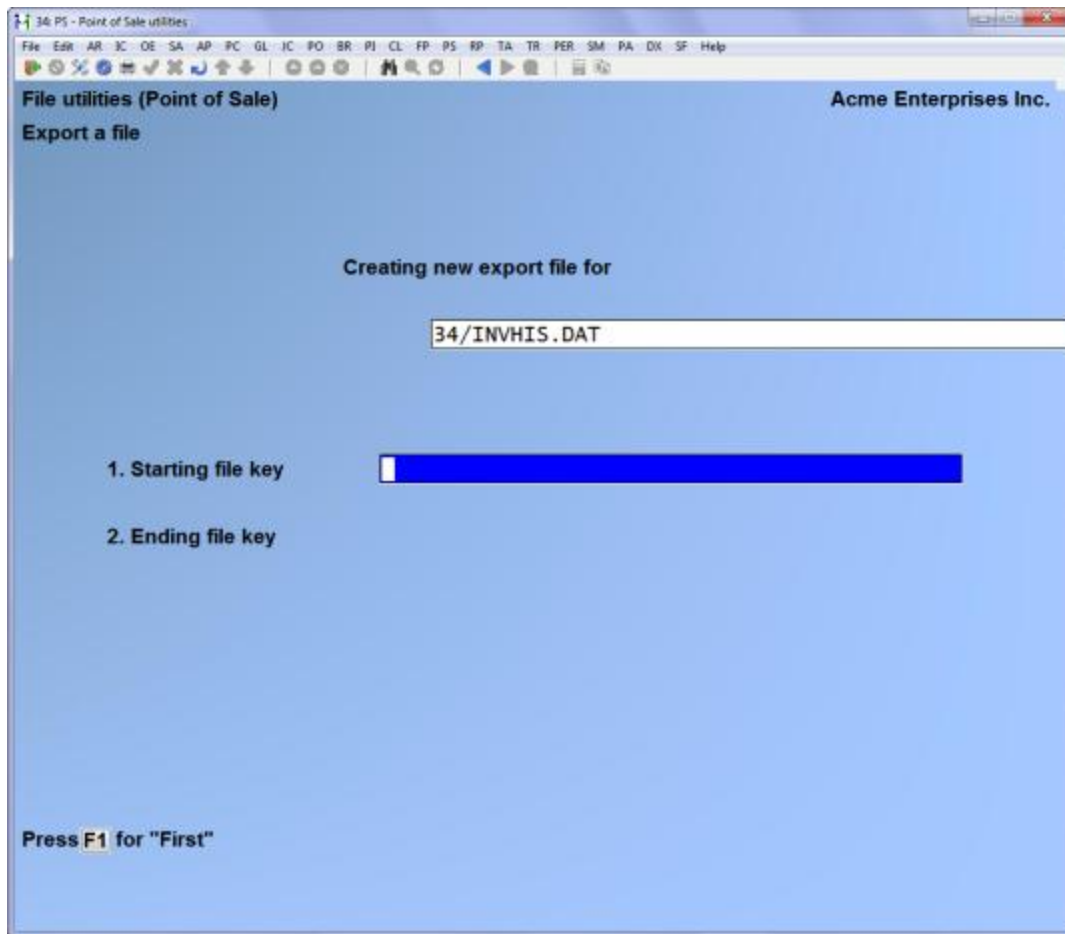 34: PS - Point of Sale utilities
File Edit AR IC OE SA AP PC GL JC PO BR PI CL FP PS RP TA TR PER SM PA DX SF Help
File utilities (Point of Sale) Acme Enterprises Inc.
Export a file
Creating new export file for
34/INVHIS.DAT
1. Starting file key
2. Ending file key
Press F1 for "First"